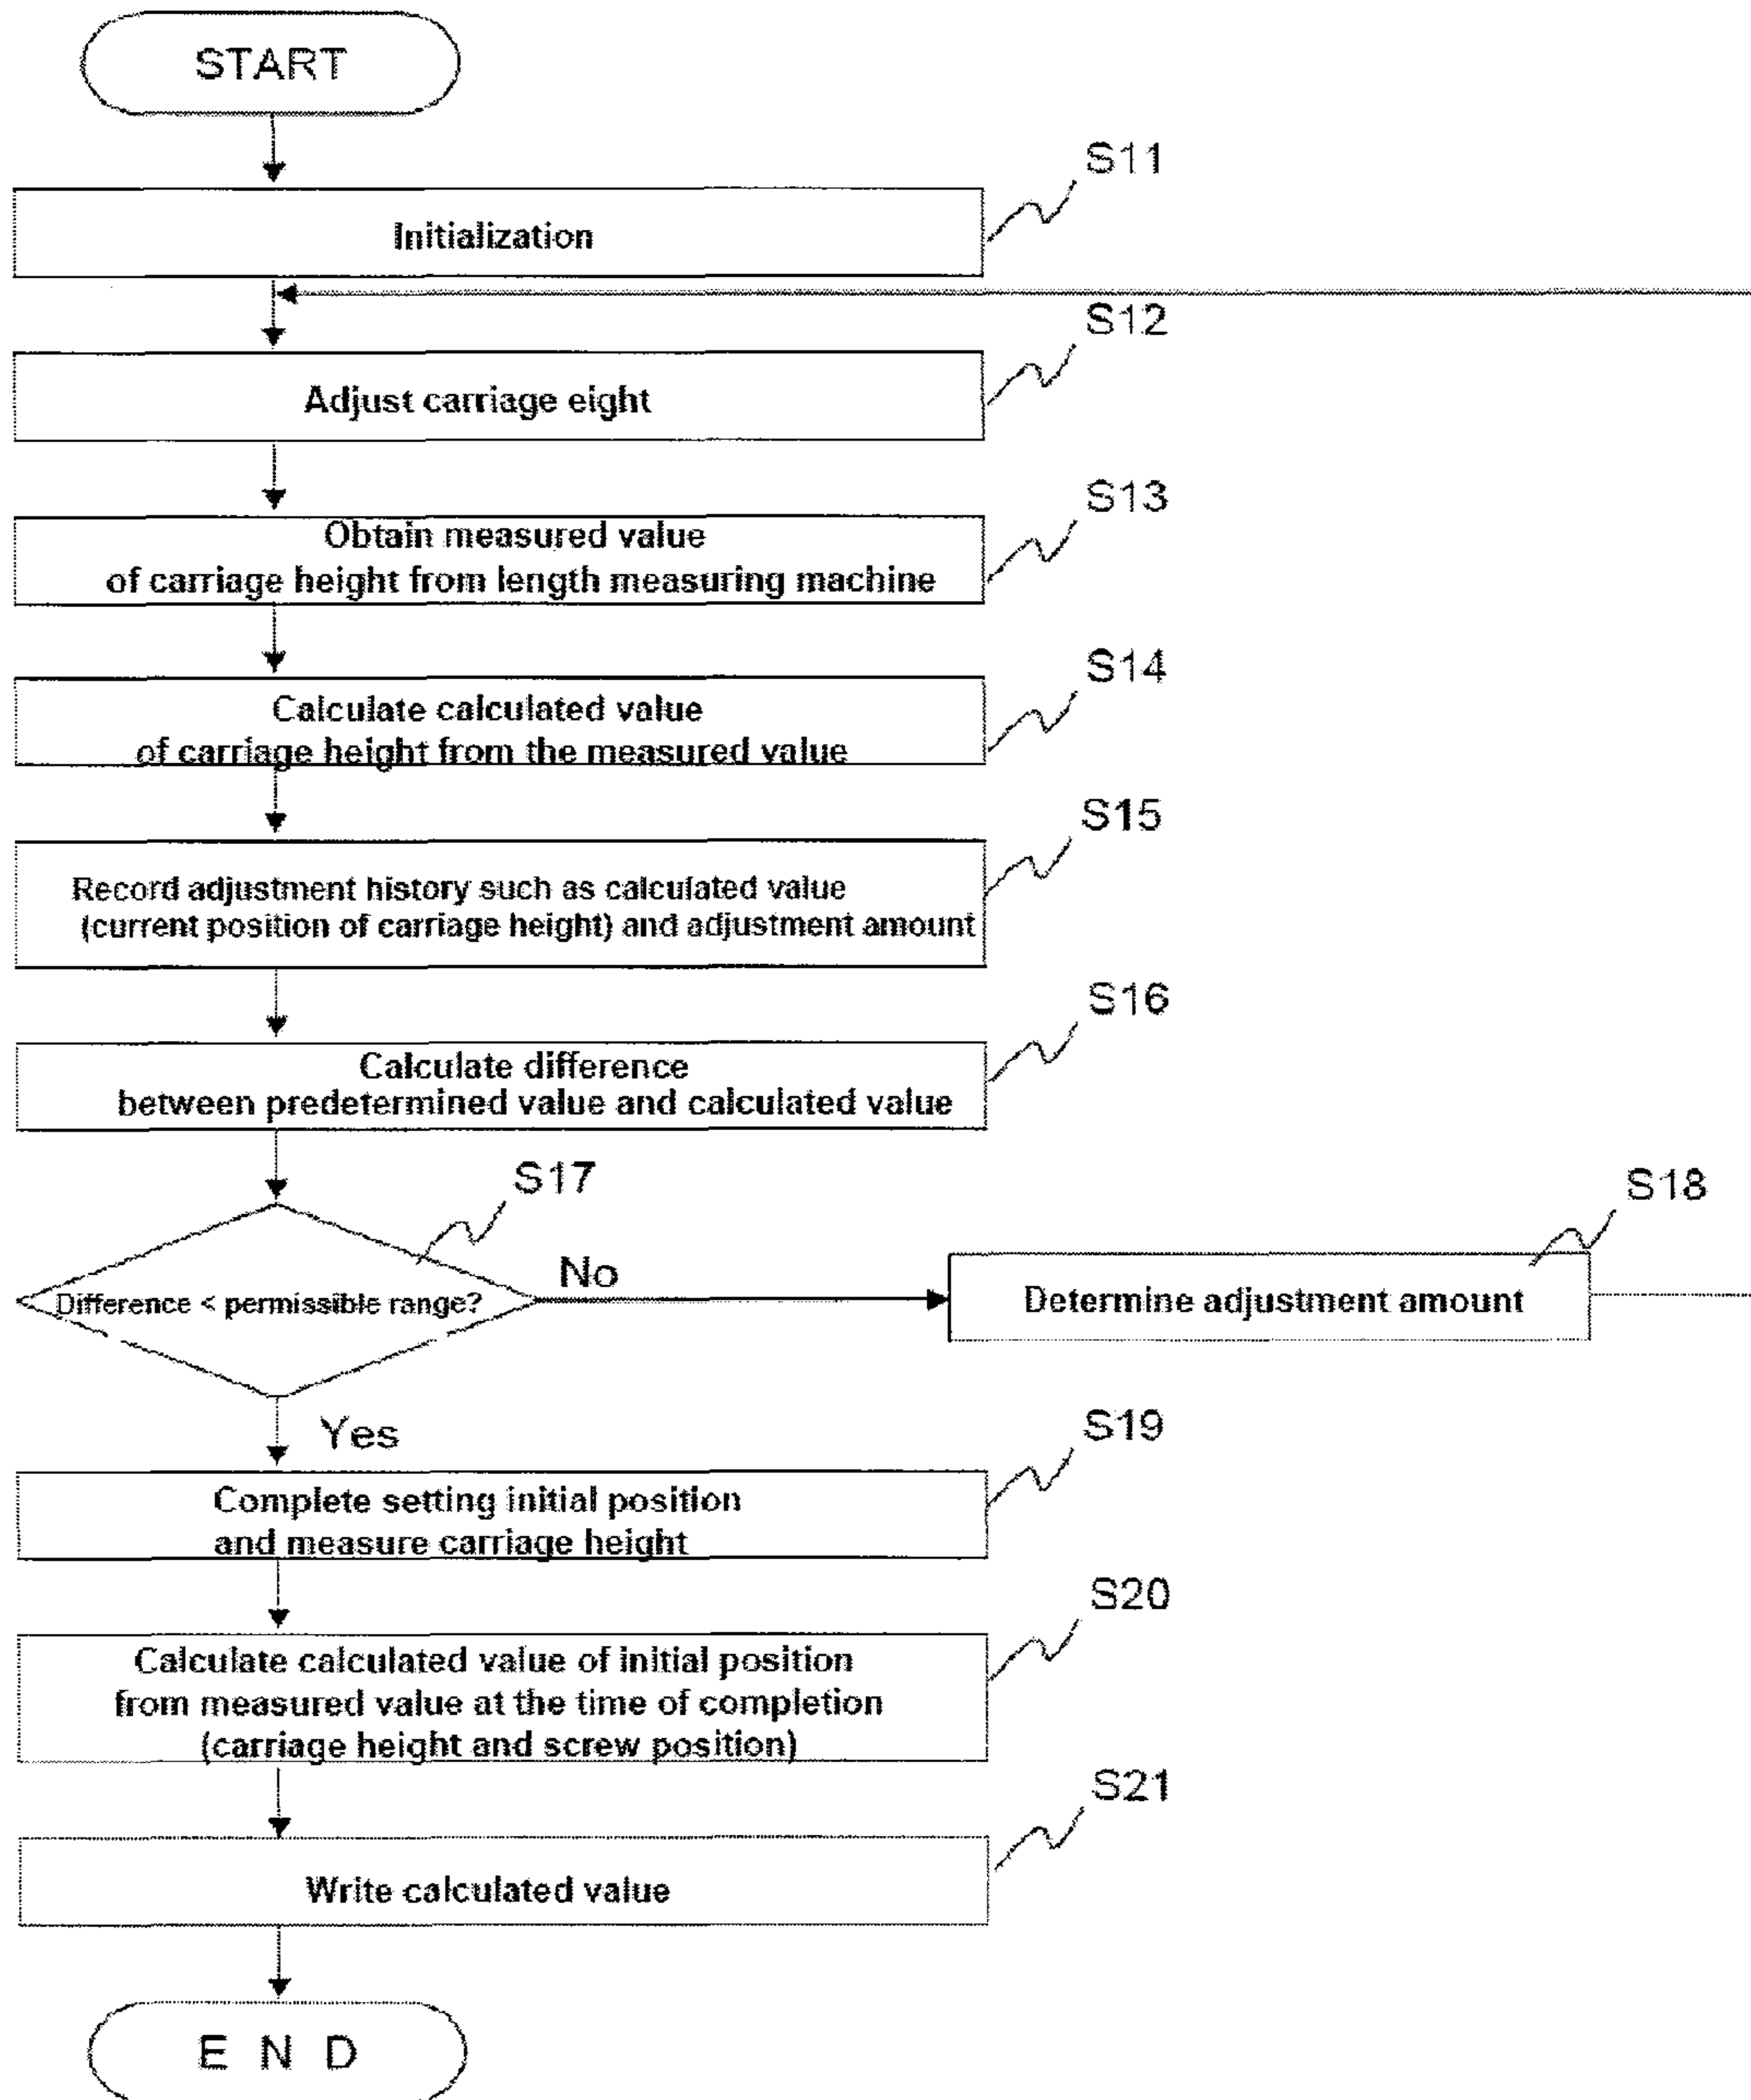 START
S11
Initialization
S12
Adjust carriage eight
S13
Obtain measured value
of carriage height from length measuring machine
S14
Calculate calculated value
of carriage height from the measured value
S15
Record adjustment history such as calculated value
(current position of carriage height) and adjustment amount
S16
Calculate difference
between predetermined value and calculated value
S17
S18
Difference < permissible range?
No
Determine adjustment amount
Yes
S19
Complete setting initial position
and measure carriage height
S20
Calculate calculated value of initial position
from measured value at the time of completion
(carriage height and screw position)
S21
Write calculated value
E N D